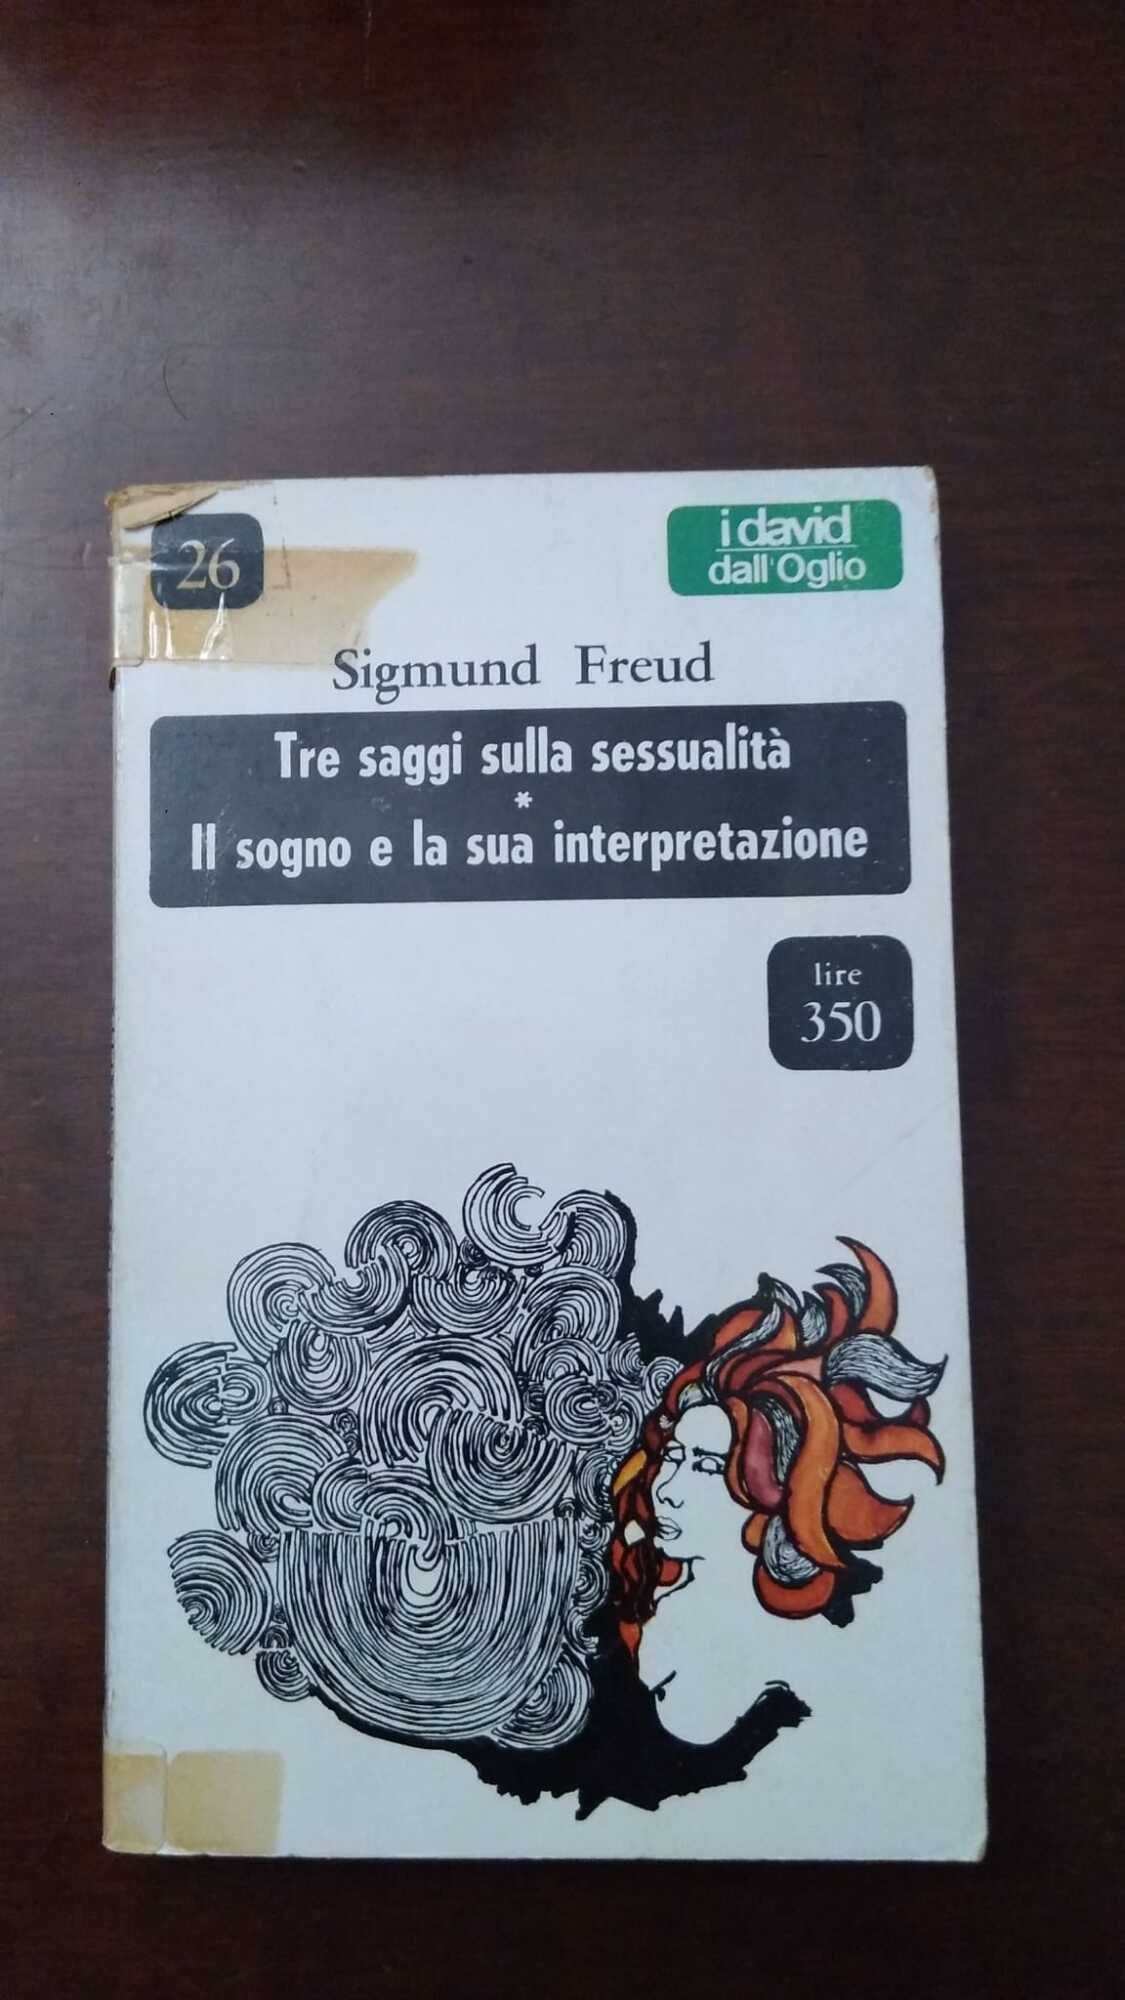 26
i david
dall'Oglio
Sigmund Freud
Tre saggi sulla sessualità
*
Il sogno e la sua interpretazione
lire
350